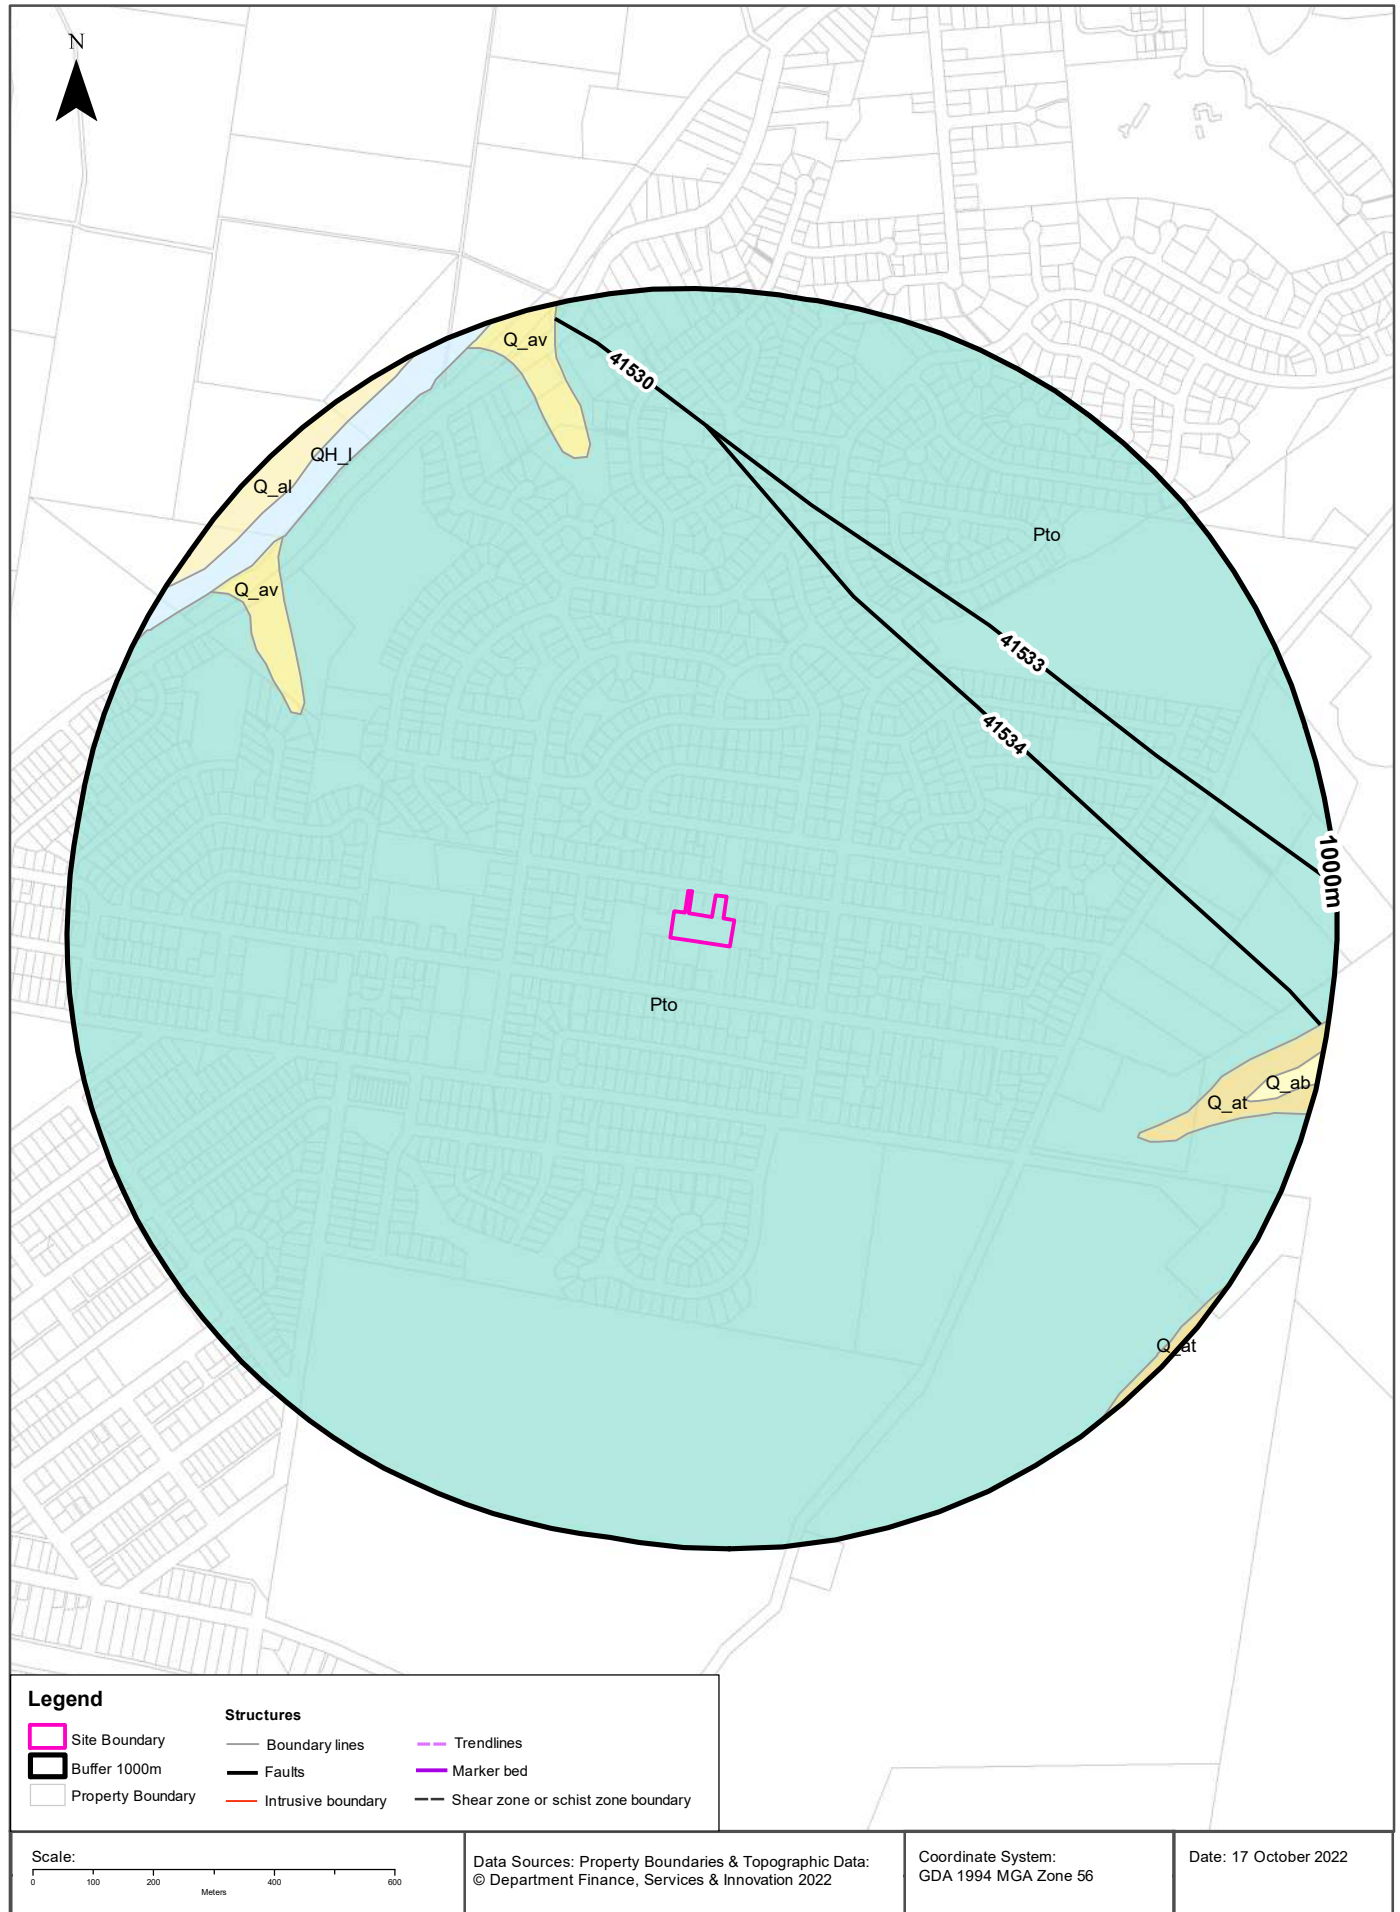 N
Q_av
41530
QH_l
Q_al
Pto
Q_av
41533
41534
1000m
Pto
Q_ab
Q_at
Q_at
Legend
Site Boundary
Buffer 1000m
Property Boundary
Structures
Boundary lines
Faults
Intrusive boundary
Trendlines
Marker bed
Shear zone or schist zone boundary
Scale:
0 100 200 400 600
Meters
Data Sources: Property Boundaries & Topographic Data:
© Department Finance, Services & Innovation 2022
Coordinate System:
GDA 1994 MGA Zone 56
Date: 17 October 2022